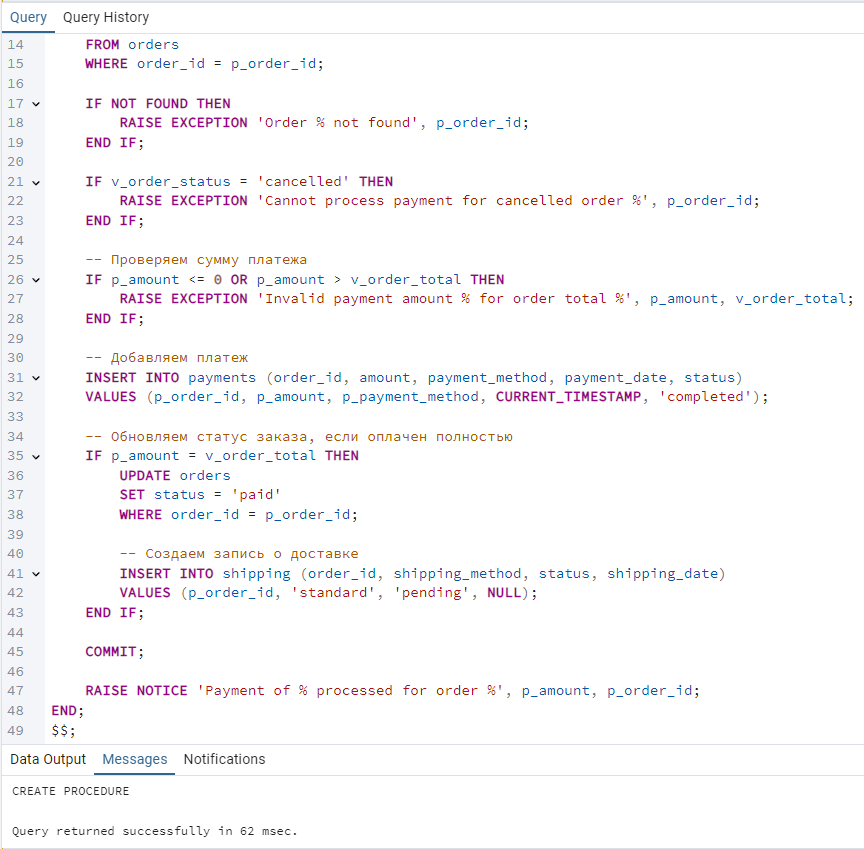 Query Query History
14 FROM orders
15 WHERE order_id = p_order_id;
16
17 IF NOT FOUND THEN
18 RAISE EXCEPTION 'Order % not found', p_order_id;
19 END IF;
20
21 IF v_order_status = 'cancelled' THEN
22 RAISE EXCEPTION 'Cannot process payment for cancelled order %', p_order_id;
23 END IF;
24
25 -- Проверяем сумму платежа
26 IF p_amount <= 0 OR p_amount > v_order_total THEN
27 RAISE EXCEPTION 'Invalid payment amount % for order total %', p_amount, v_order_total;
28 END IF;
29
30 -- Добавляем платеж
31 INSERT INTO payments (order_id, amount, payment_method, payment_date, status)
32 VALUES (p_order_id, p_amount, p_payment_method, CURRENT_TIMESTAMP, 'completed');
33
34 -- Обновляем статус заказа, если оплачен полностью
35 IF p_amount = v_order_total THEN
36 UPDATE orders
37 SET status = 'paid'
38 WHERE order_id = p_order_id;
39
40 -- Создаем запись о доставке
41 INSERT INTO shipping (order_id, shipping_method, status, shipping_date)
42 VALUES (p_order_id, 'standard', 'pending', NULL);
43 END IF;
44
45 COMMIT;
46
47 RAISE NOTICE 'Payment of % processed for order %', p_amount, p_order_id;
48 END;
49 $$;
Data Output Messages Notifications
CREATE PROCEDURE
Query returned successfully in 62 msec.